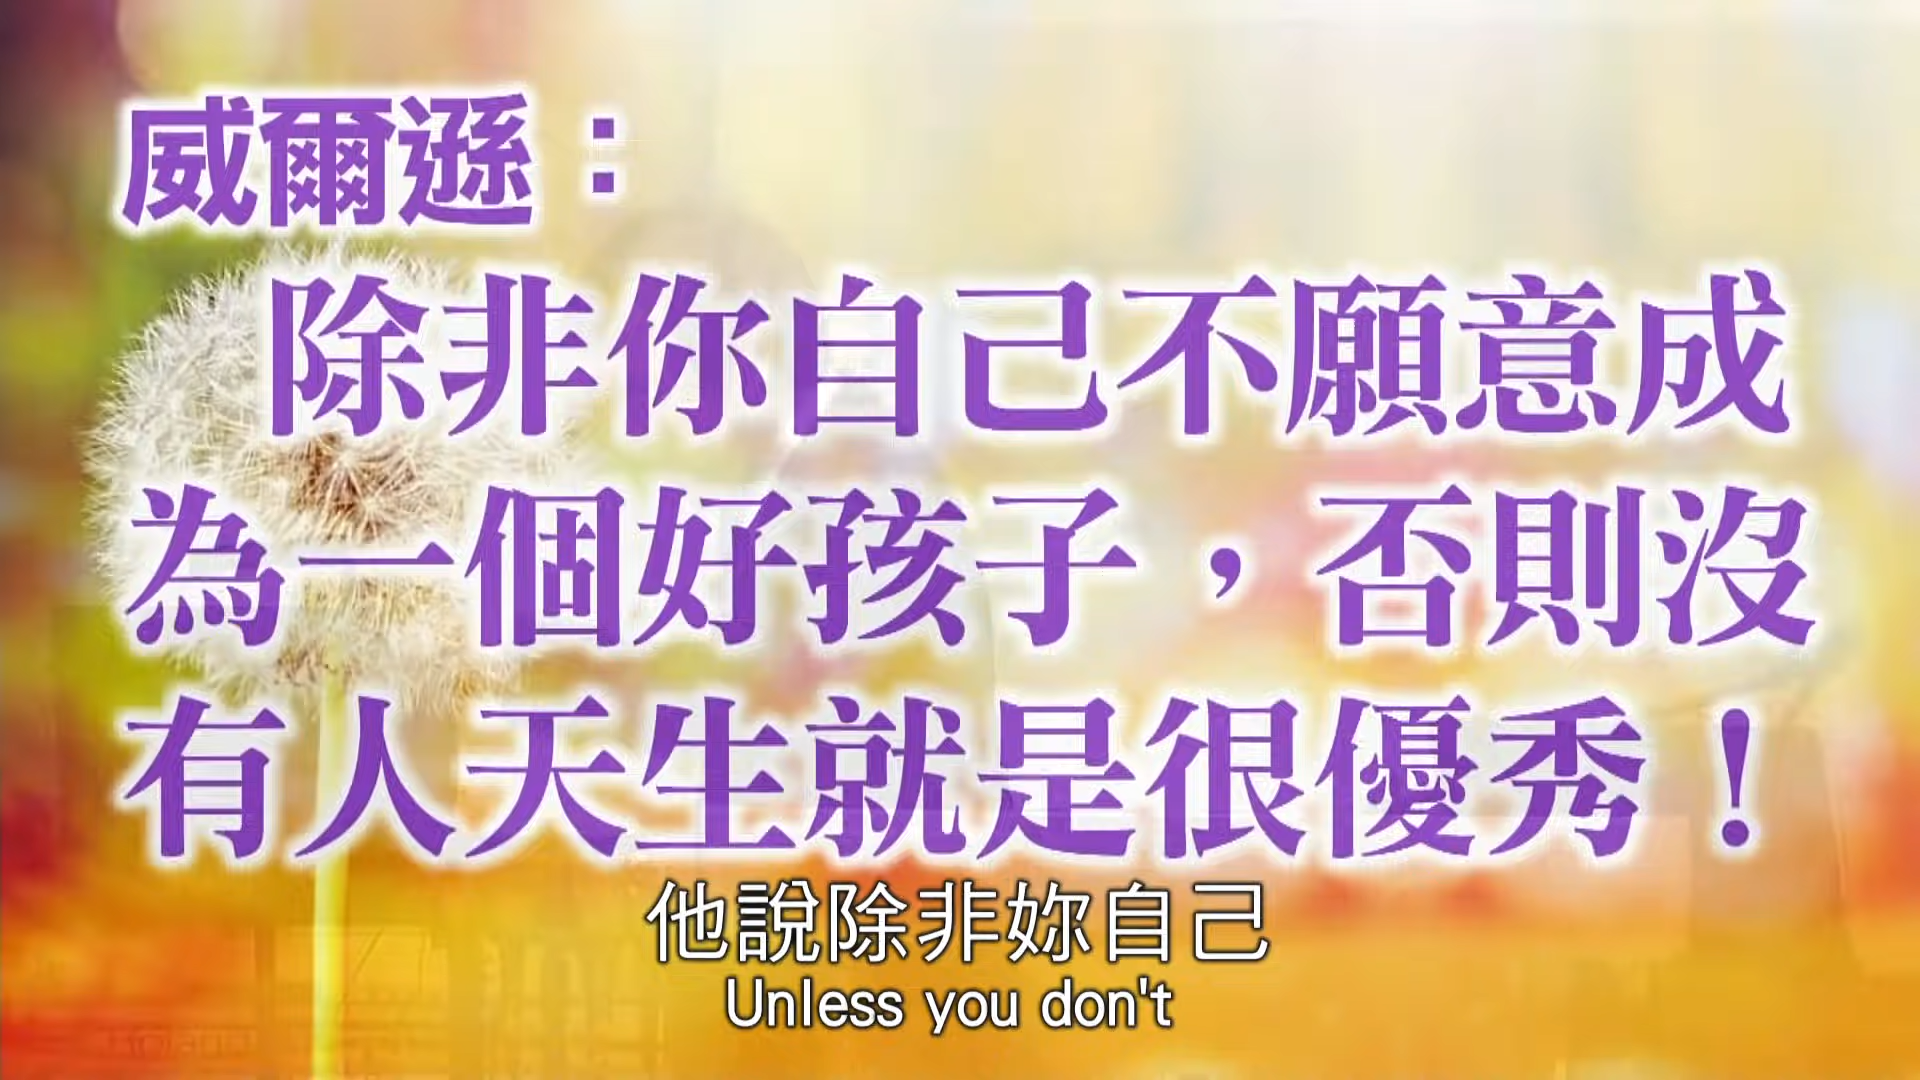 威爾遜：
除非你自己不願意成
為一個好孩子，否則沒
有人天生就是很優秀！
他說除非妳自己
Unless you don't